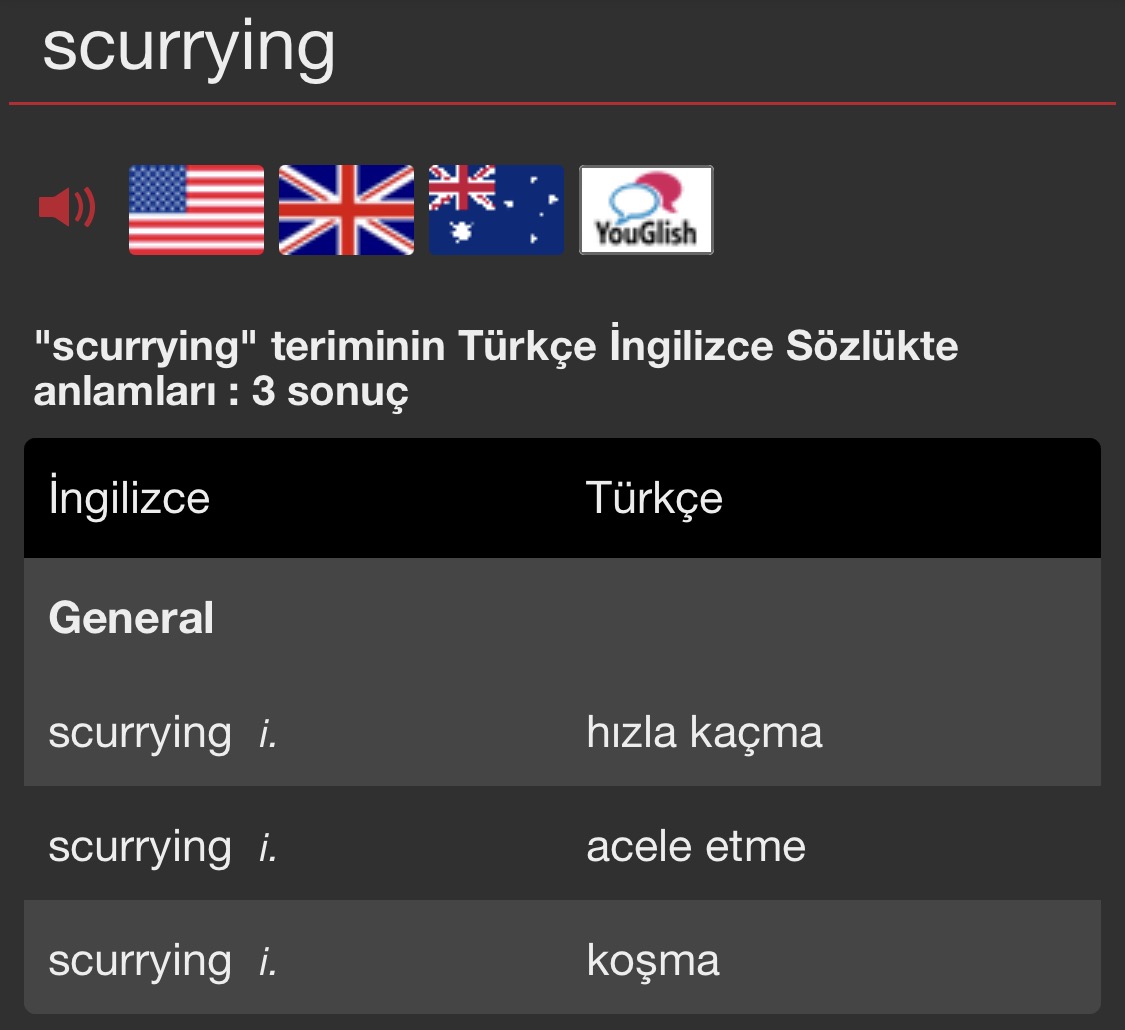 scurrying
YouGlish
"scurrying" teriminin Türkçe İngilizce Sözlükte
anlamları : 3 sonuç
İngilizce Türkçe
General
scurrying i. hızla kaçma
scurrying i. acele etme
scurrying i. koşma